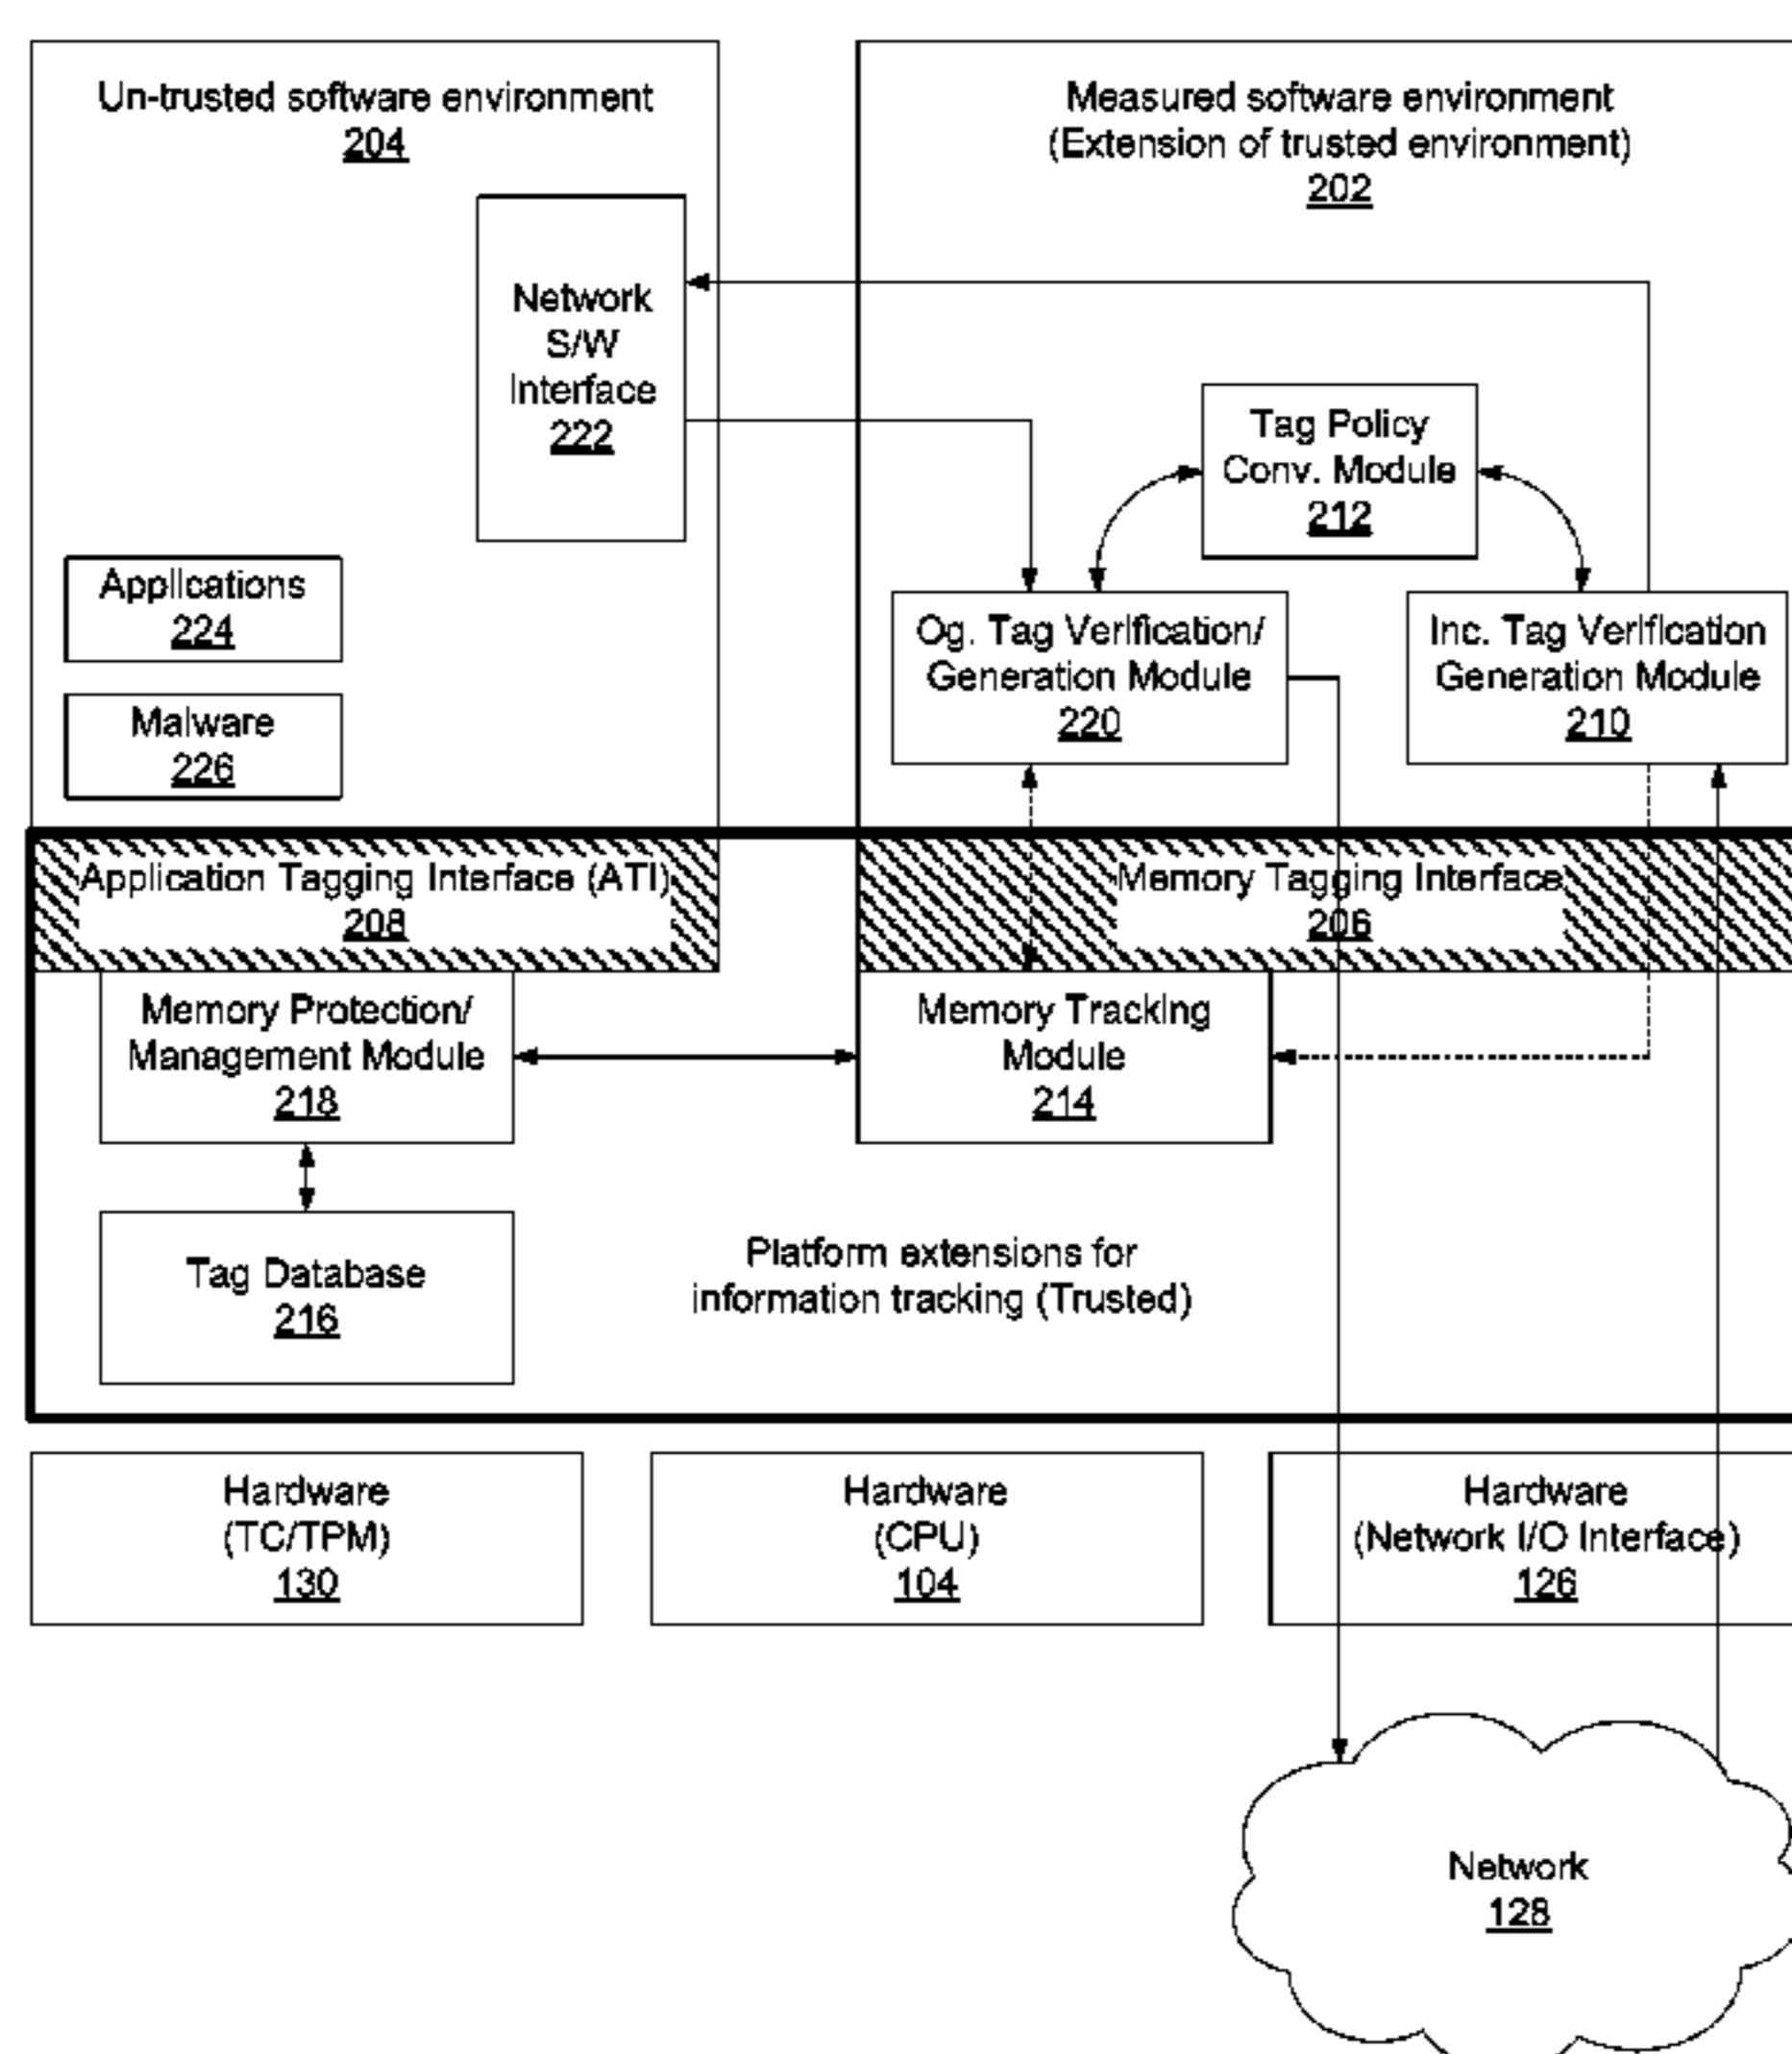 Un-trusted software environment
204
Measured software environment
(Extension of trusted environment)
202
Network
S/W
Interface
222
Tag Policy
Conv. Module
212
Applications
224
Malware
226
Og. Tag Verification/
Generation Module
220
Inc. Tag Verification
Generation Module
210
Application Tagging Interface (ATI)
208
Memory Tagging Interface
206
Memory Protection/
Management Module
218
Memory Tracking
Module
214
Tag Database
216
Platform extensions for
information tracking (Trusted)
Hardware
(TC/TPM)
130
Hardware
(CPU)
104
Hardware
(Network I/O Interface)
126
Network
128